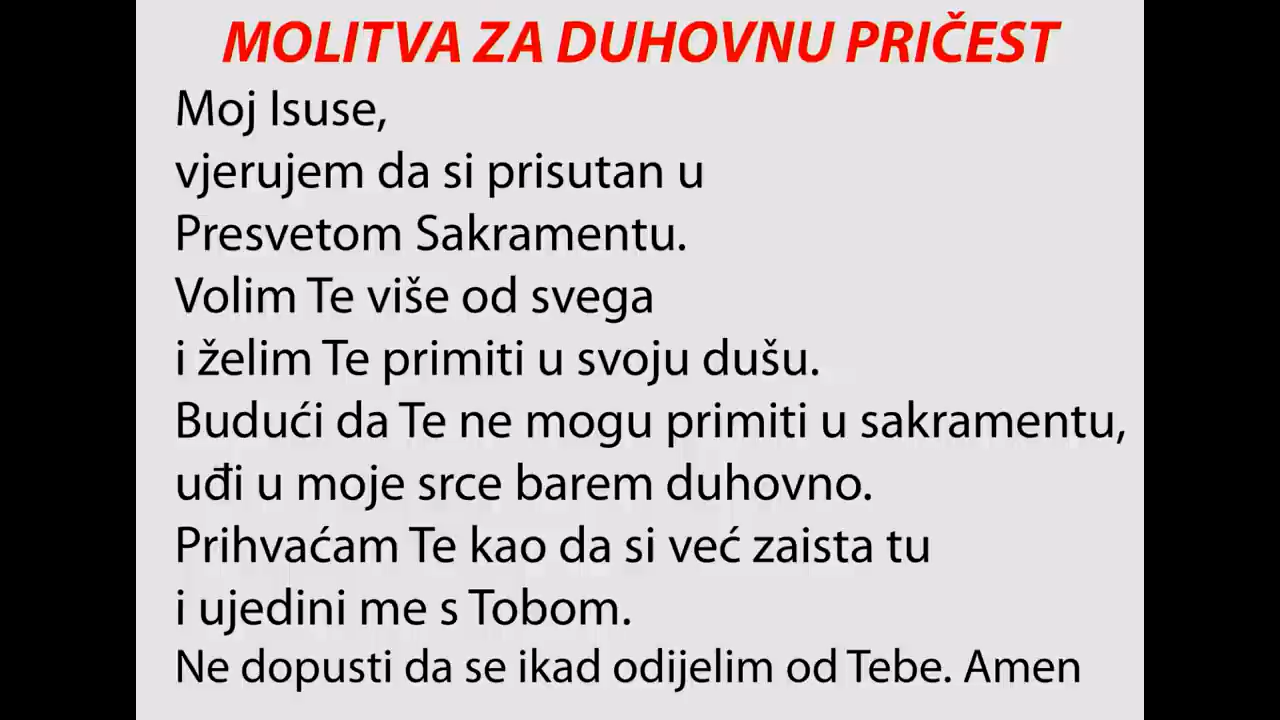 MOLITVA ZA DUHOVNU PRIČEST
Moj Isuse,
vjerujem da si prisutan u
Presvetom Sakramentu.
Volim Te više od svega
i želim Te primiti u svoju dušu.
Budući da Te ne mogu primiti u sakramentu,
uđi u moje srce barem duhovno.
Prihvaćam Te kao da si već zaista tu
i ujedini me s Tobom.
Ne dopusti da se ikad odijelim od Tebe. Amen